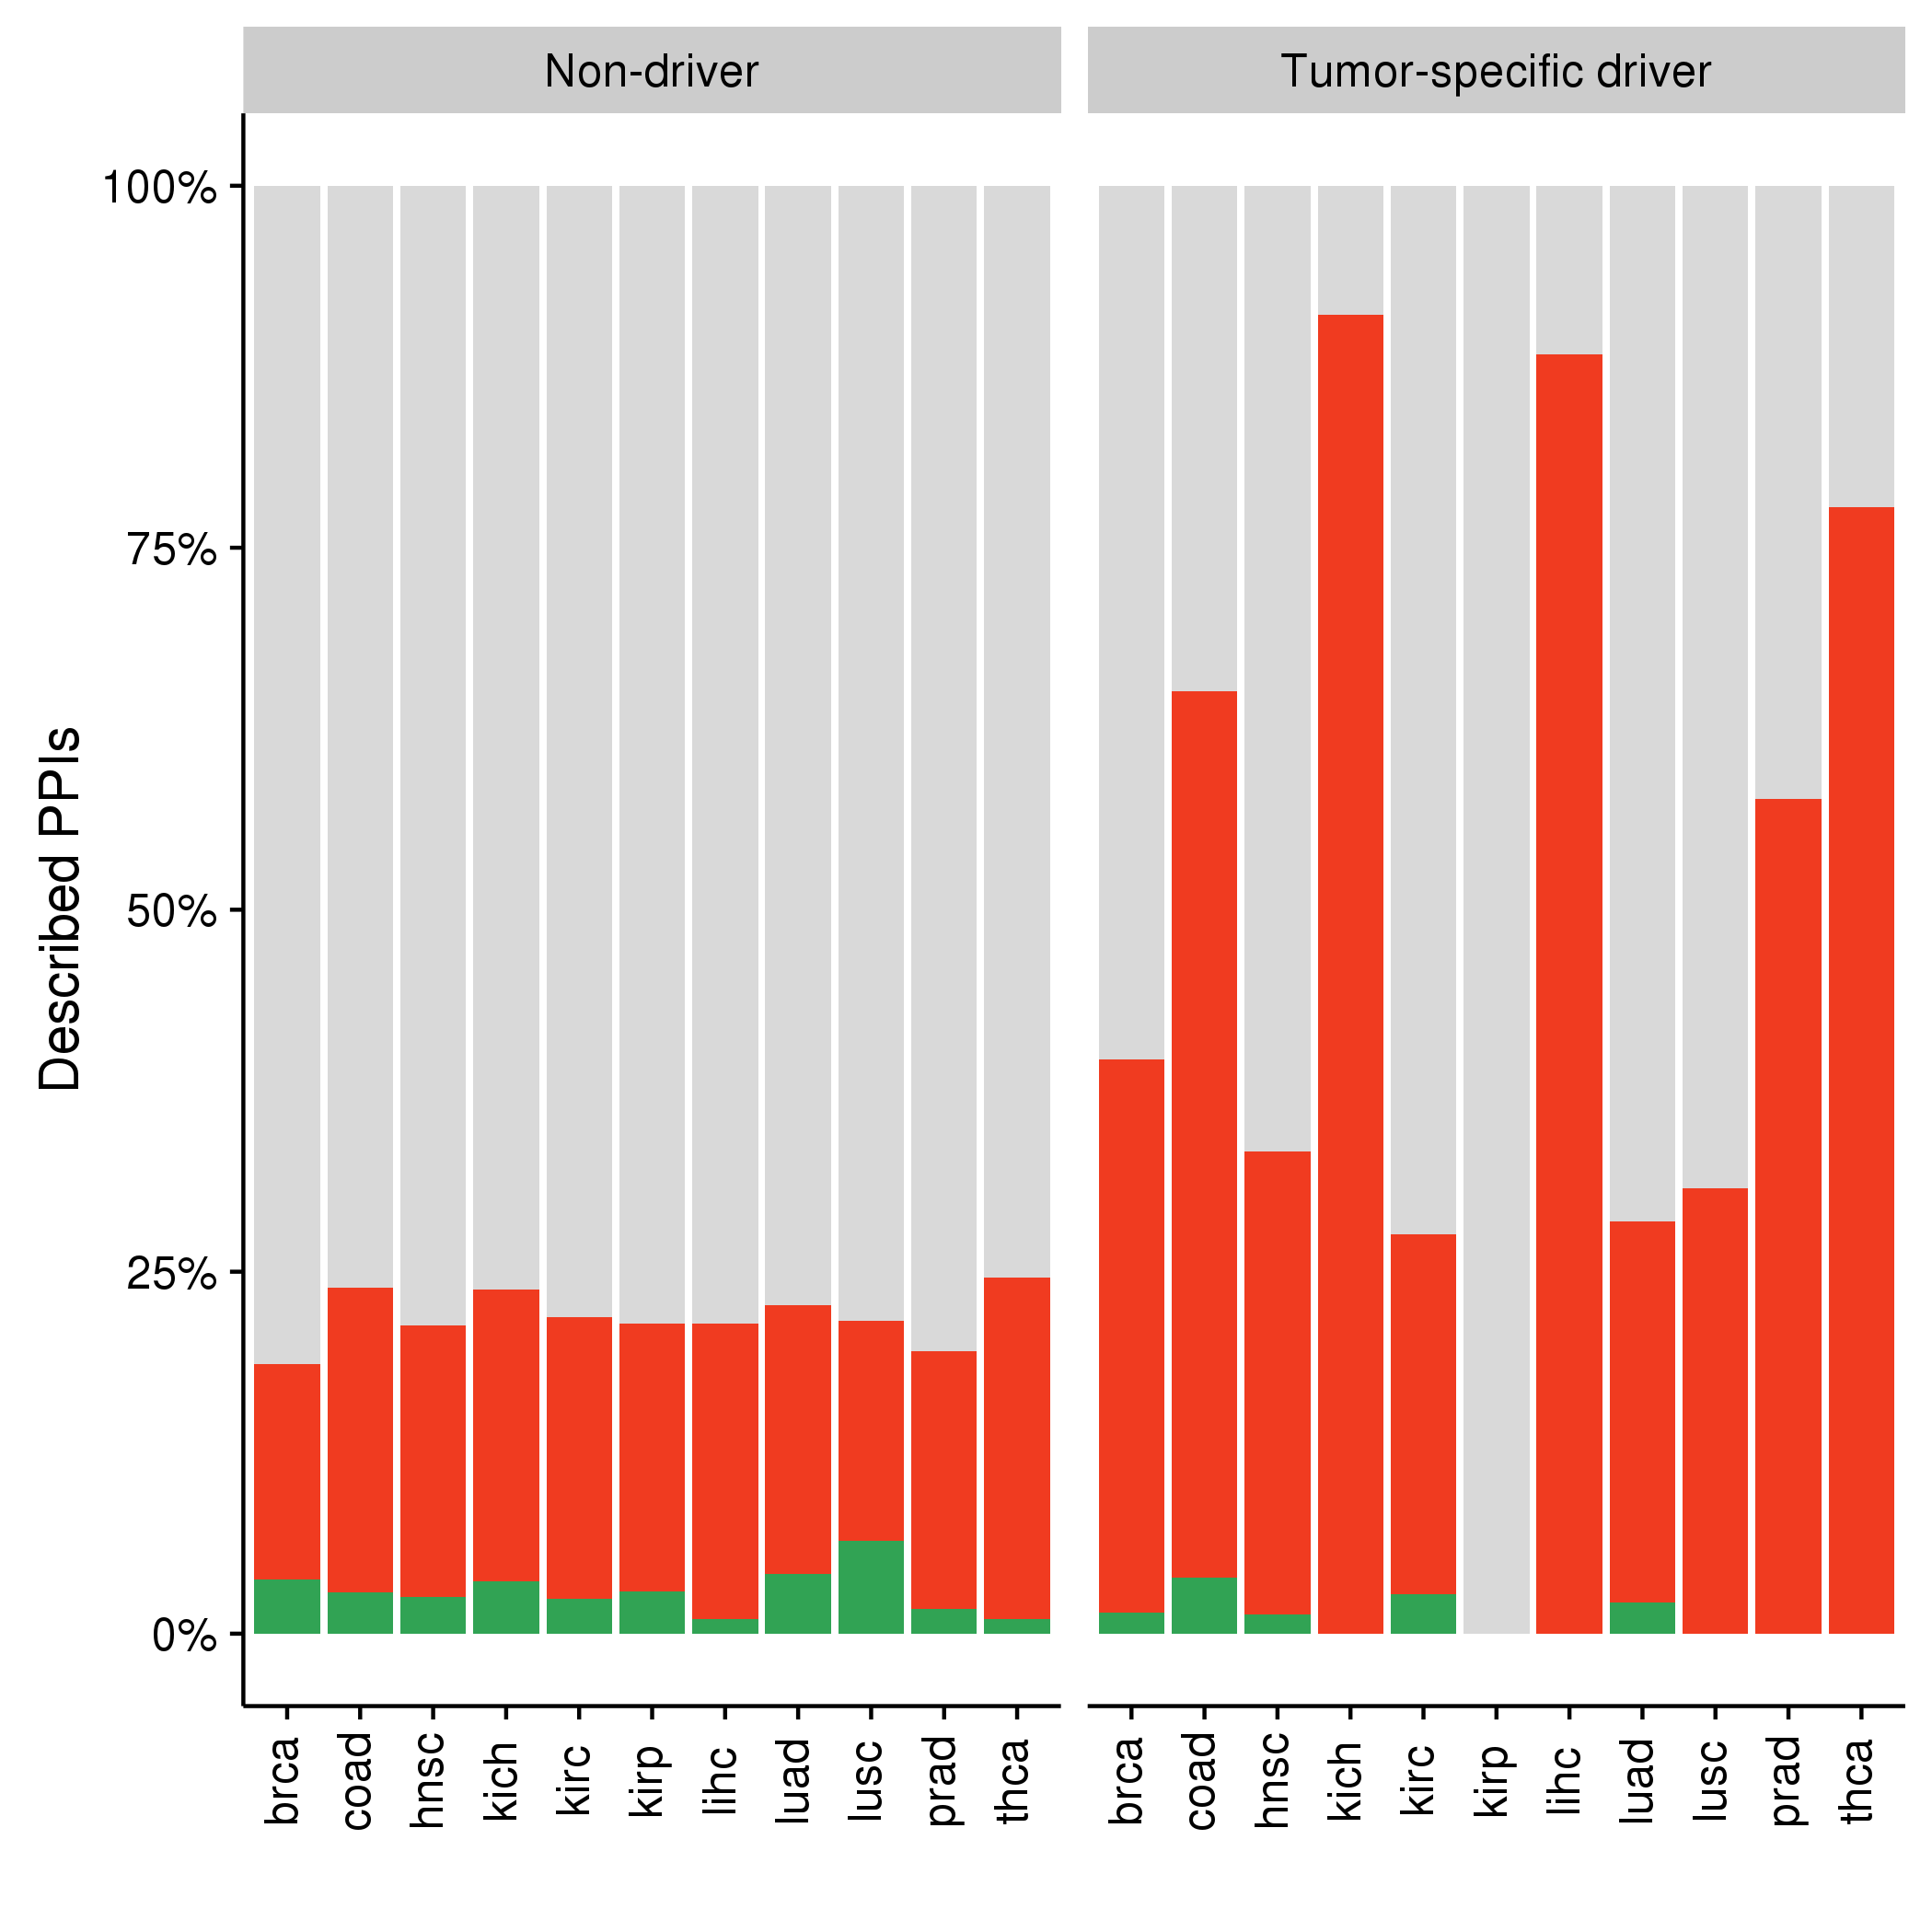 Non-driver
Tumor-specific driver
Described PPIs
100%
75%
50%
25%
0%
brca
coad
hnsc
kich
kirc
kirp
lihc
luad
lusc
prad
thca
brca
coad
hnsc
kich
kirc
kirp
lihc
luad
lusc
prad
thca